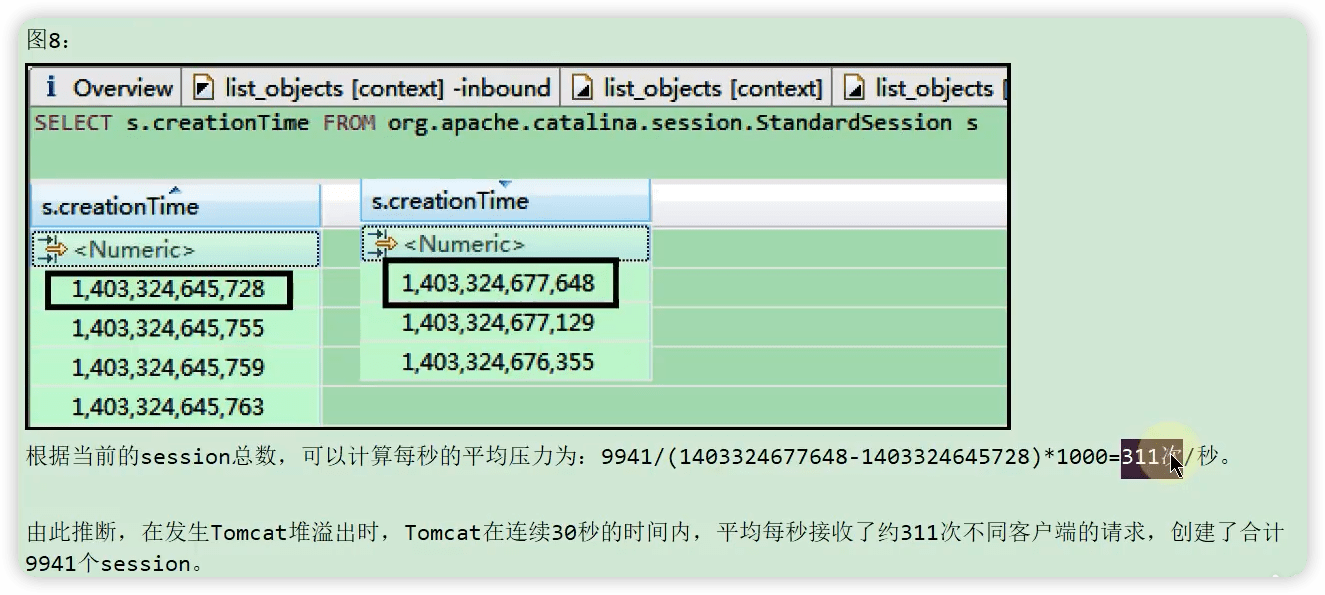 图8：
i Overview list_objects [context] -inbound list_objects [context] list_objects [
SELECT s.creationTime FROM org.apache.catalina.session.StandardSession s
s.creationTime s.creationTime
<Numeric> <Numeric>
1,403,324,645,728 1,403,324,677,648
1,403,324,645,755 1,403,324,677,129
1,403,324,645,759 1,403,324,676,355
1,403,324,645,763
根据当前的session总数，可以计算每秒的平均压力为：9941/(1403324677648-1403324645728)*1000=311次/秒。
由此推断，在发生Tomcat堆溢出时，Tomcat在连续30秒的时间内，平均每秒接收了约311次不同客户端的请求，创建了合计
9941个session。